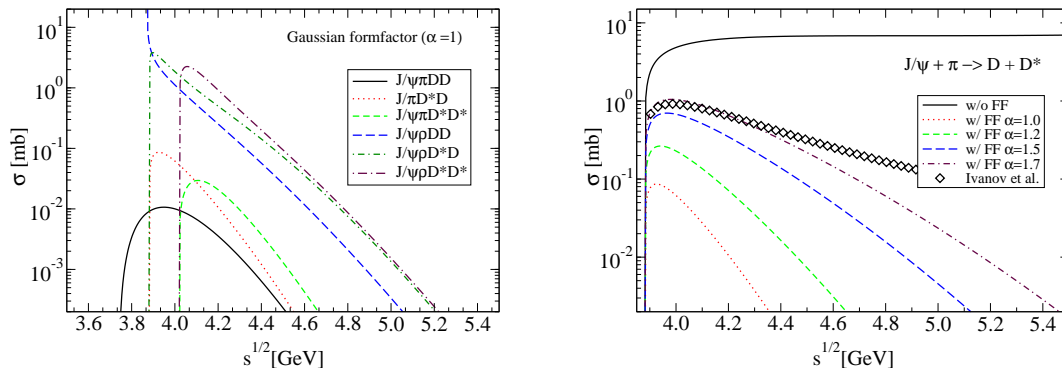 10^1
10^0
10^-1
10^-2
10^-3
σ [mb]
Gaussian formfactor (α =1)
J/ψπDD
J/πD*D
J/ψπD*D*
J/ψρDD
J/ψρD*D
J/ψρD*D*
3.6 3.8 4.0 4.2 4.4 4.6 4.8 5.0 5.2 5.4
s^1/2[GeV]
10^1
10^0
10^-1
10^-2
σ [mb]
J/ψ + π −> D + D*
w/o FF
w/ FF α=1.0
w/ FF α=1.2
w/ FF α=1.5
w/ FF α=1.7
Ivanov et al.
4.0 4.2 4.4 4.6 4.8 5.0 5.2 5.4
s^1/2[GeV]